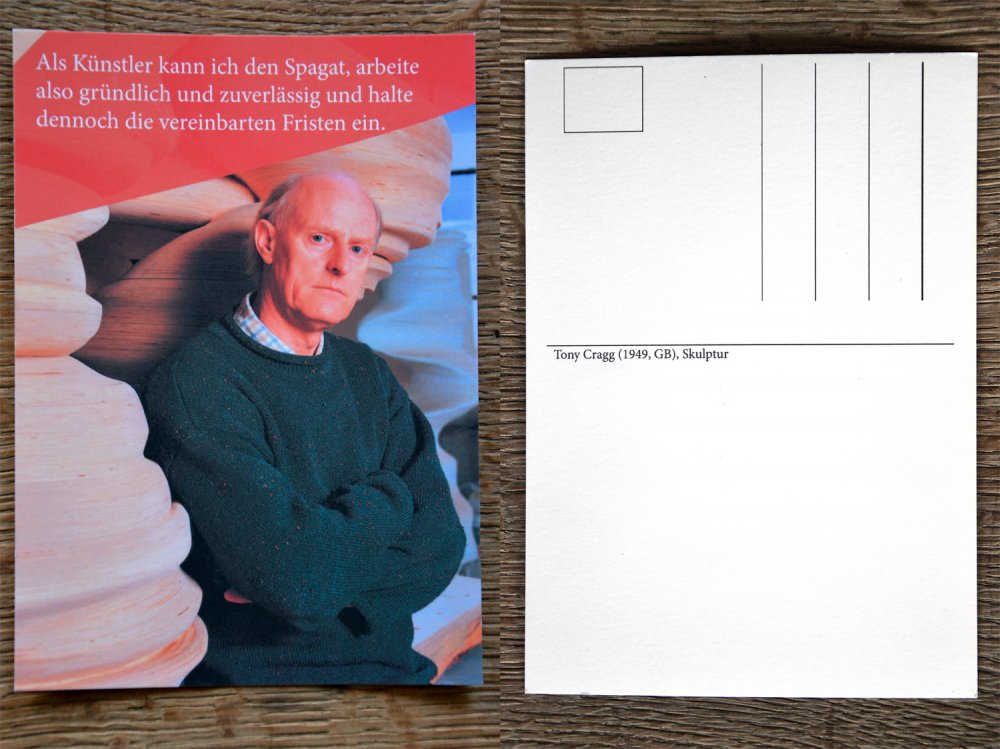 Als Künstler kann ich den Spagat, arbeite
also gründlich und zuverlässig und halte
dennoch die vereinbarten Fristen ein.
Tony Cragg (1949, GB), Skulptur